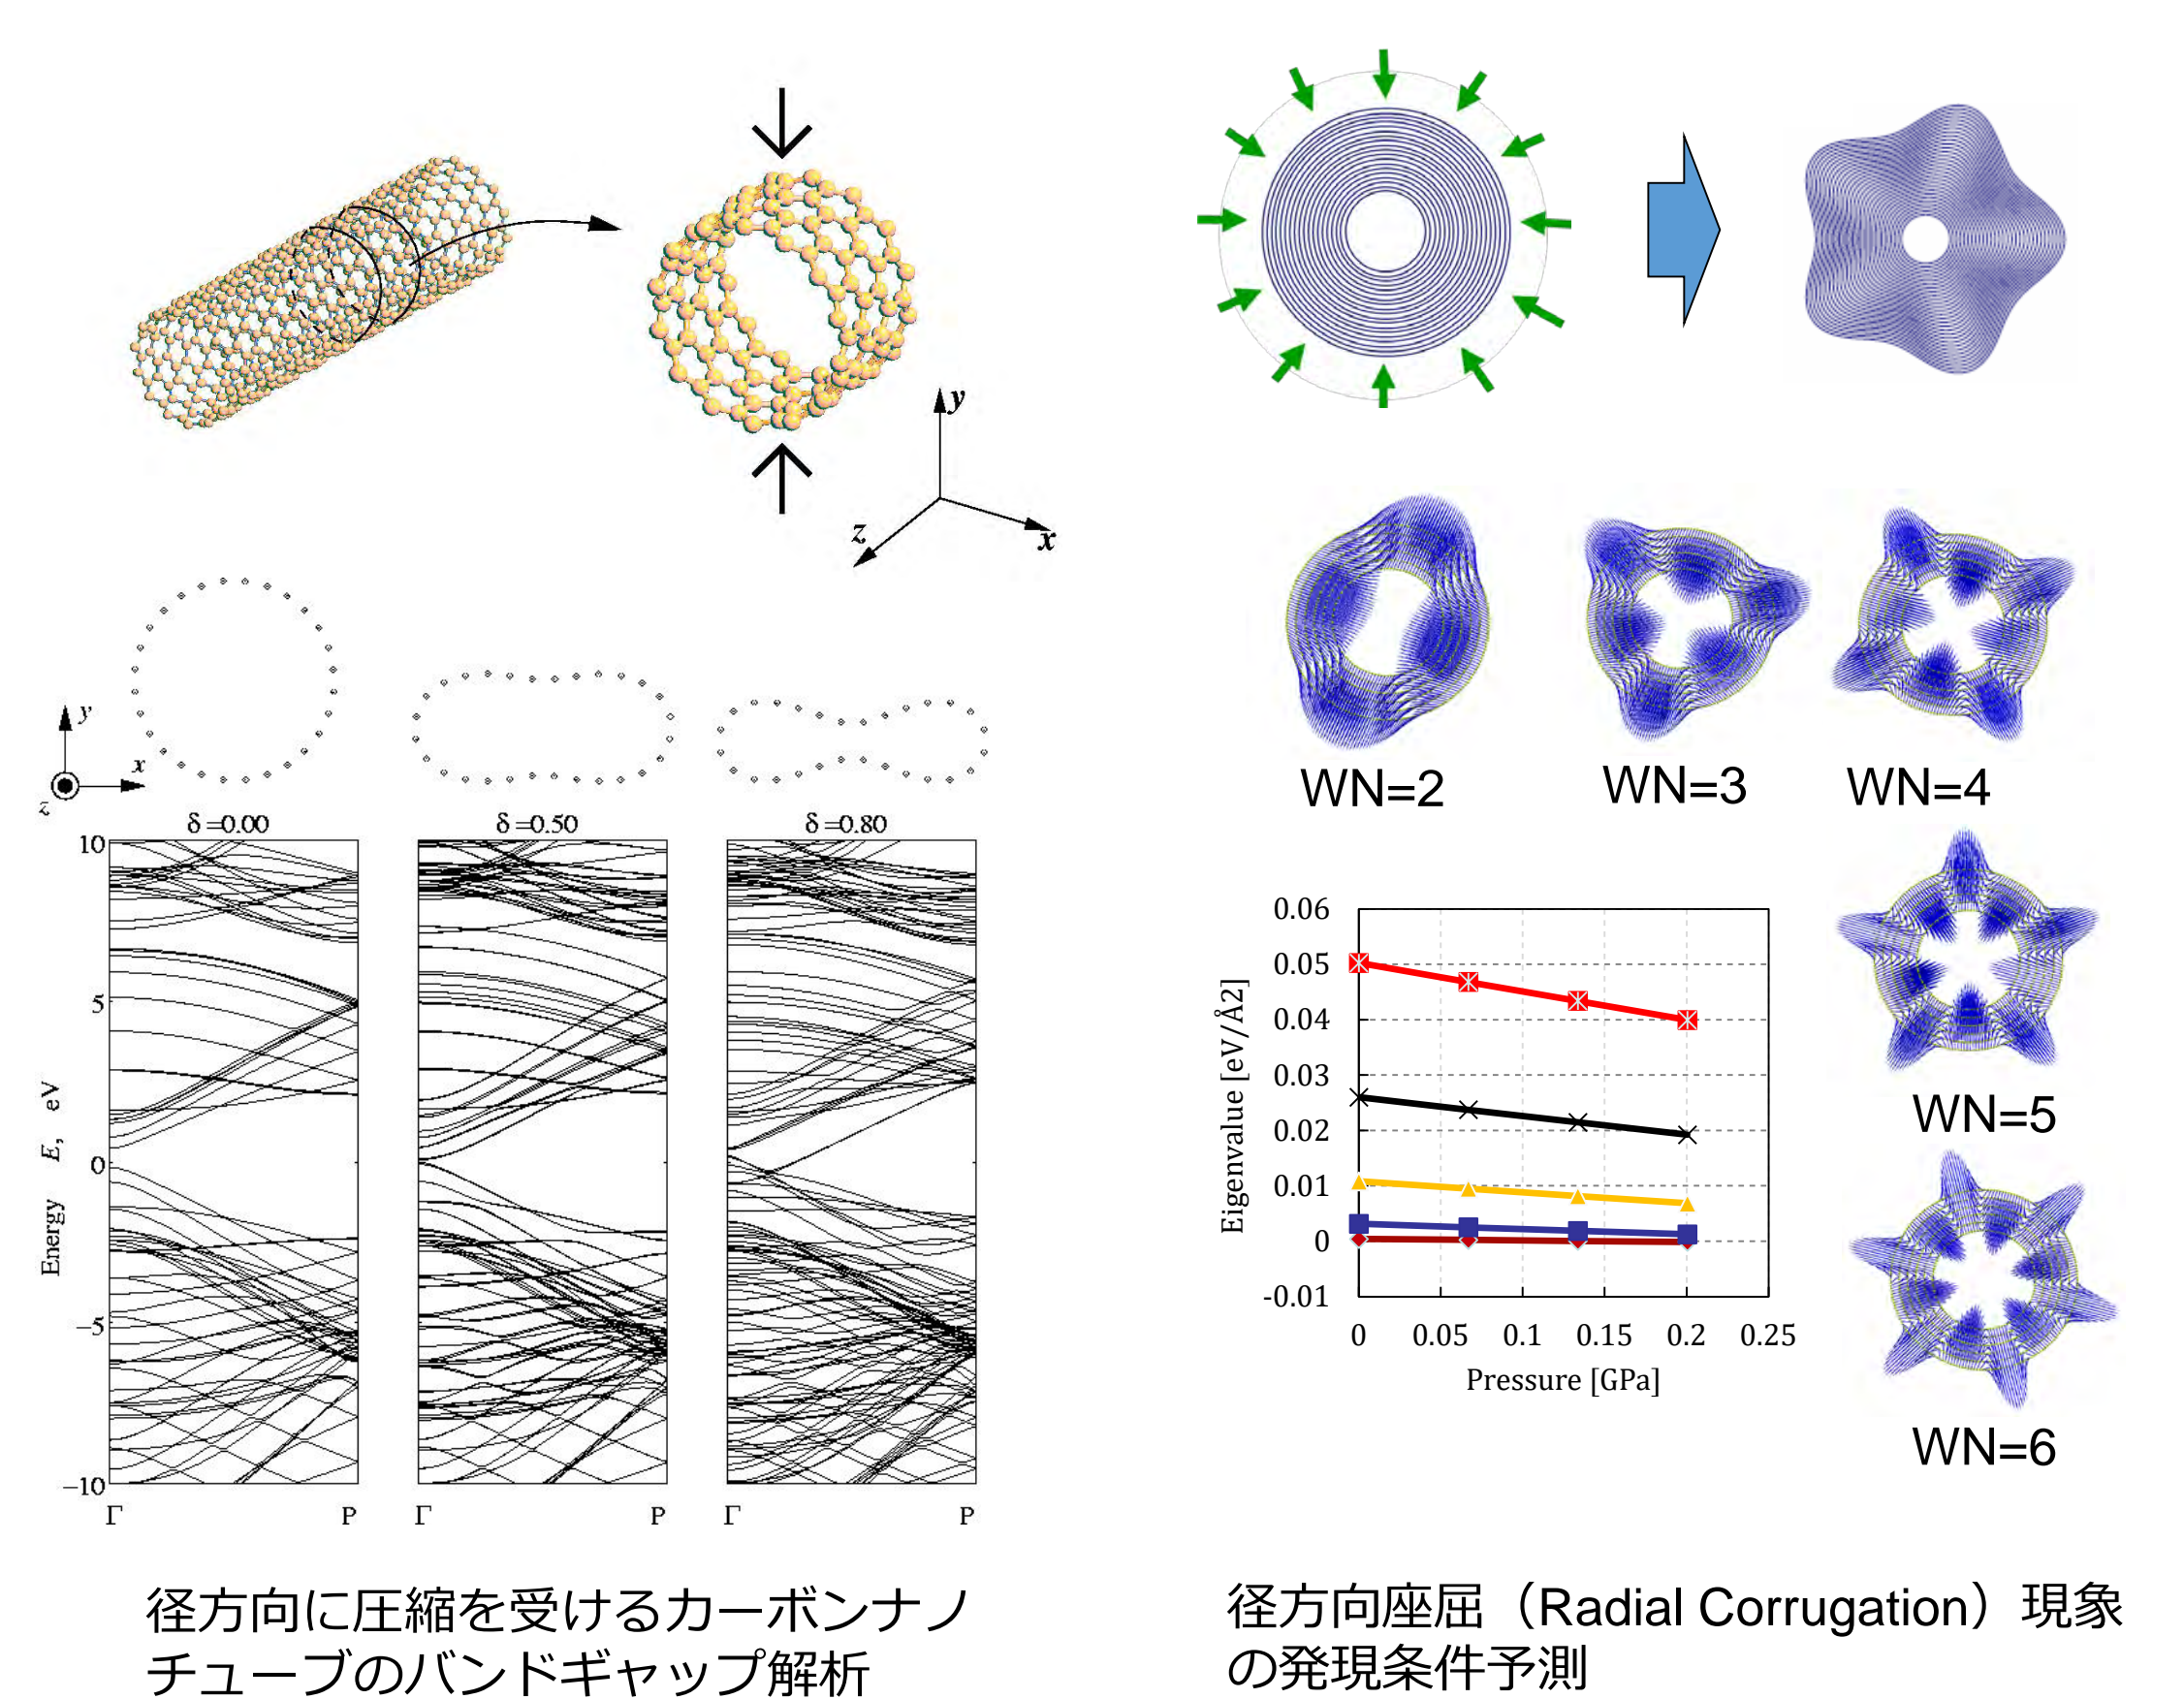 y
x
z
y
x
z
δ=0.00
δ=0.50
δ=0.80
10
5
0
−5
−10
Energy E, eV
Γ
P
Γ
P
Γ
P
径方向に圧縮を受けるカーボンナノ
チューブのバンドギャップ解析
WN=2
WN=3
WN=4
WN=5
WN=6
0.06
0.05
0.04
0.03
0.02
0.01
0
-0.01
Eigenvalue [eV/Å2]
0
0.05
0.1
0.15
0.2
0.25
Pressure [GPa]
径方向座屈（Radial Corrugation）現象
の発現条件予測